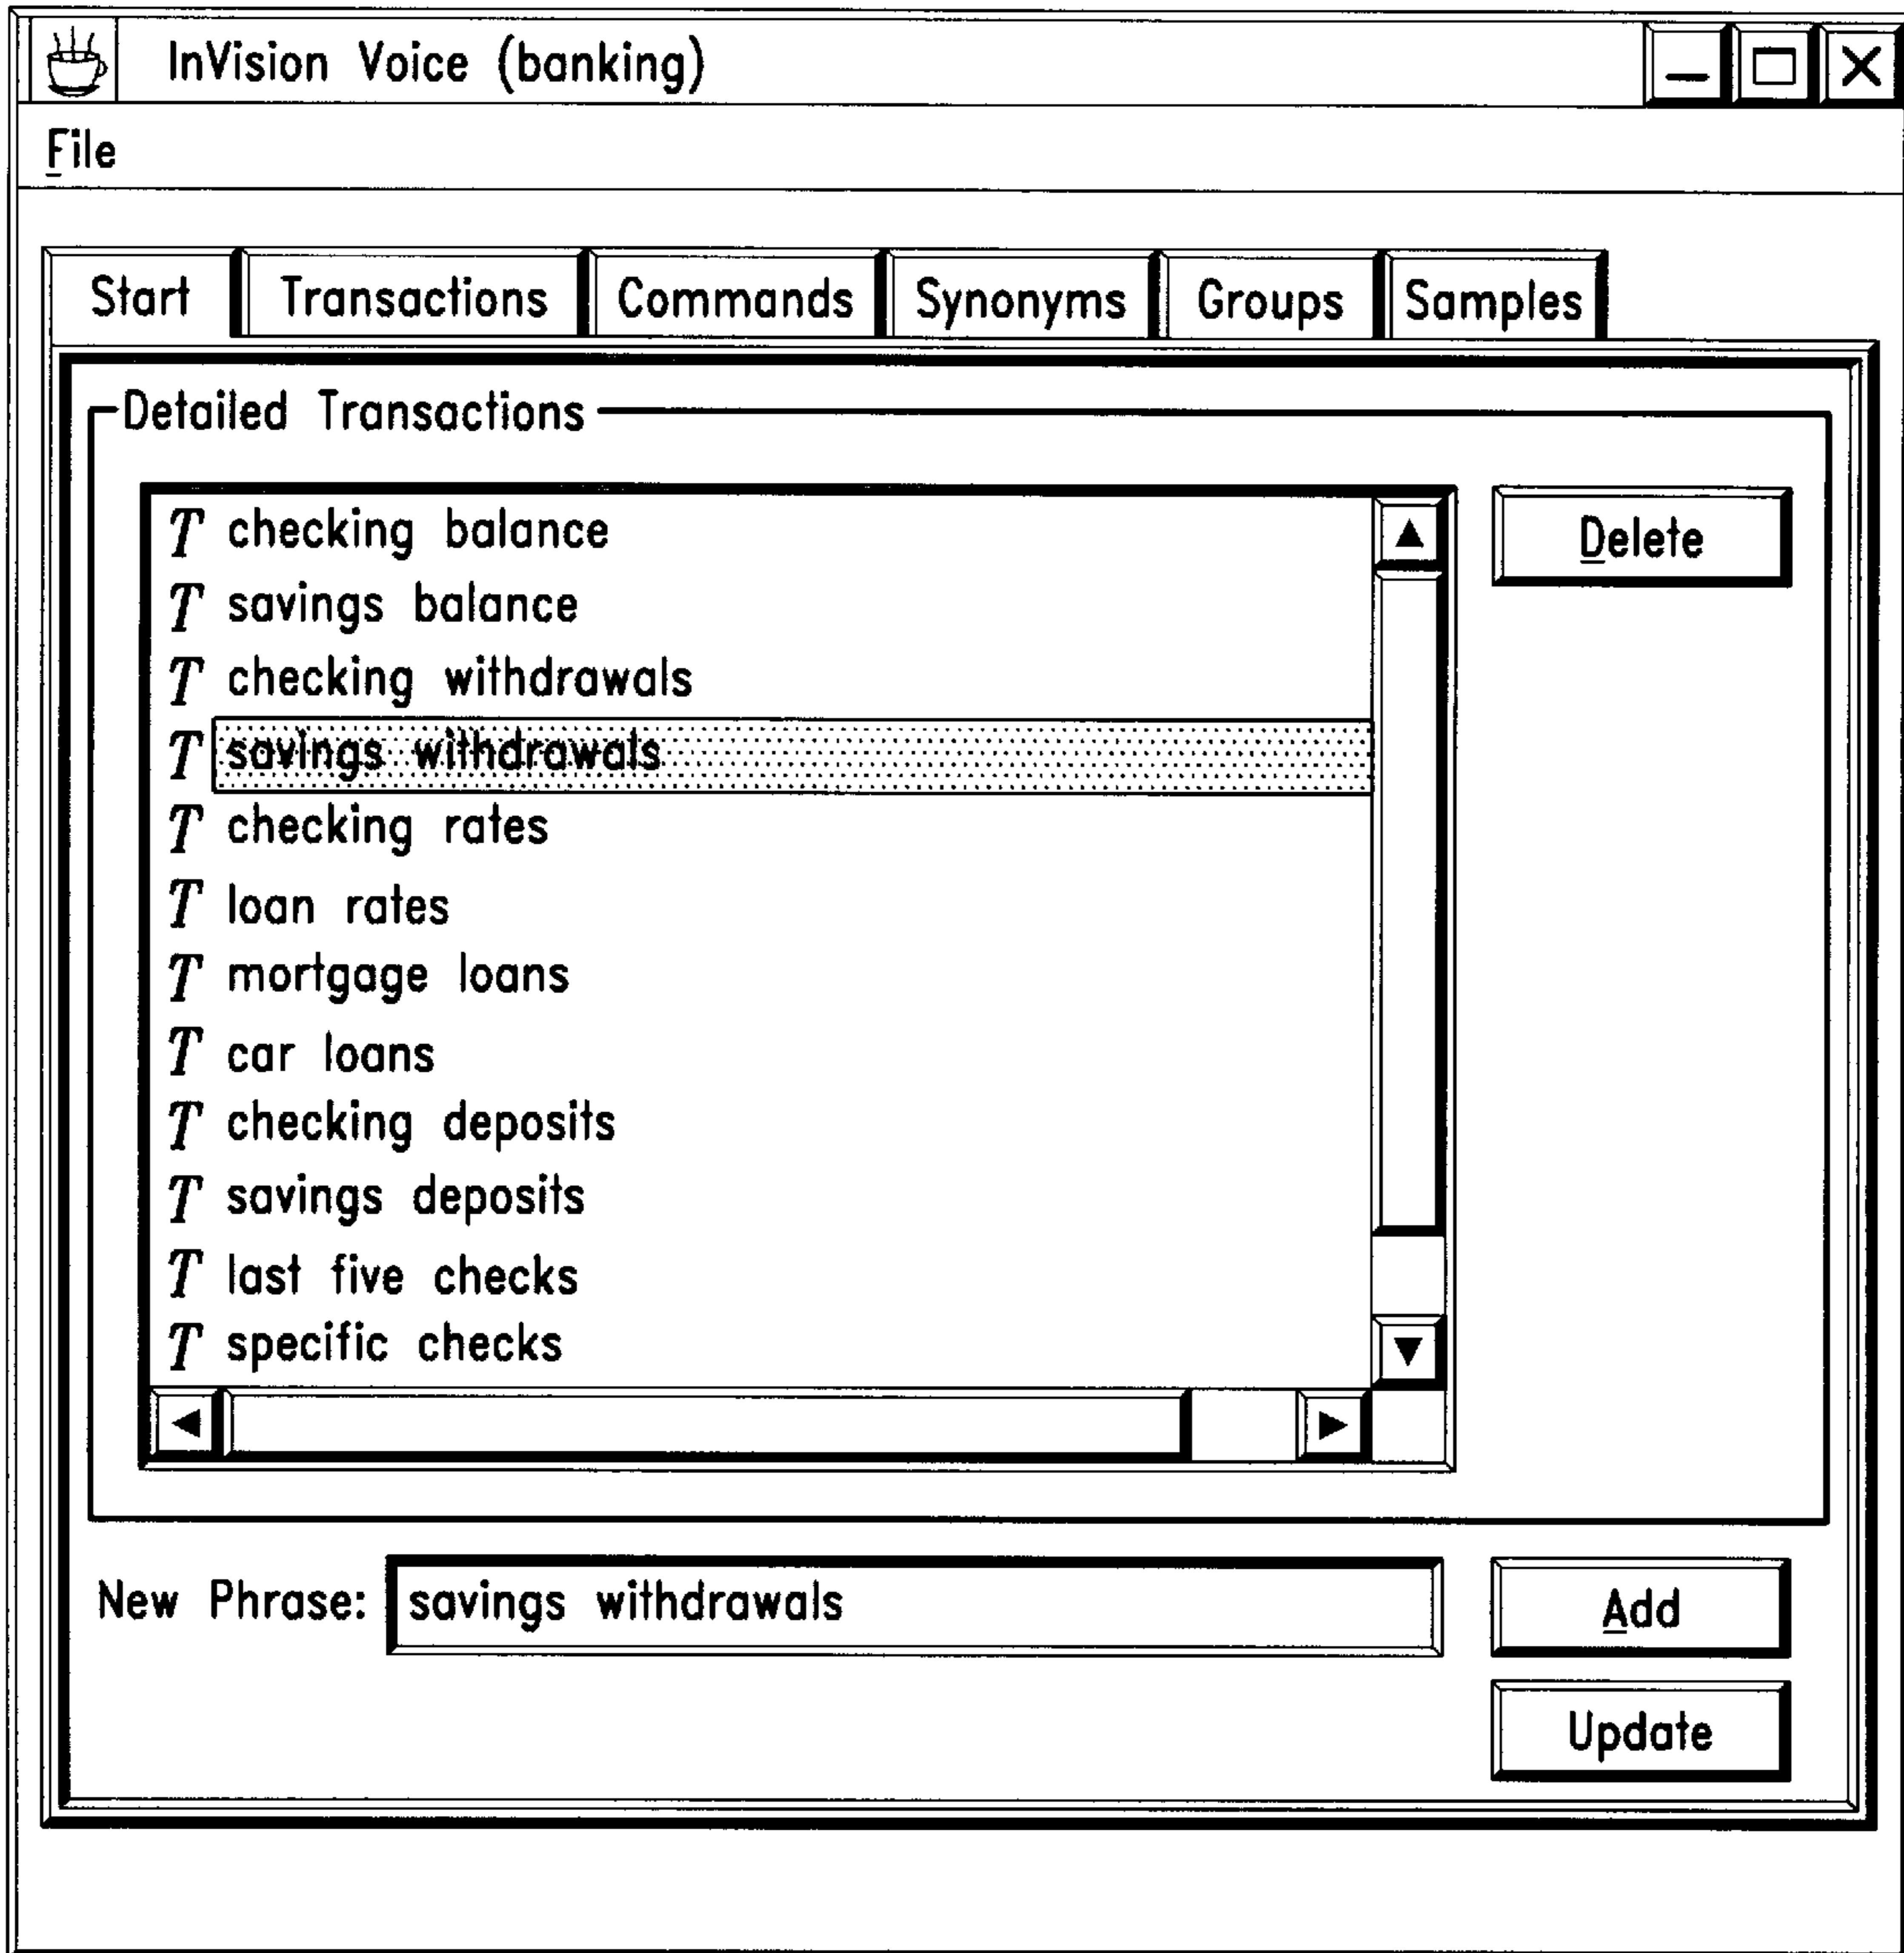 InVision Voice (banking)
File
Start Transactions Commands Synonyms Groups Samples
Detailed Transactions
T checking balance
Delete
T savings balance
T checking withdrawals
T savings withdrawals
T checking rates
T loan rates
T mortgage loans
T car loans
T checking deposits
T savings deposits
T last five checks
T specific checks
New Phrase: savings withdrawals
Add
Update